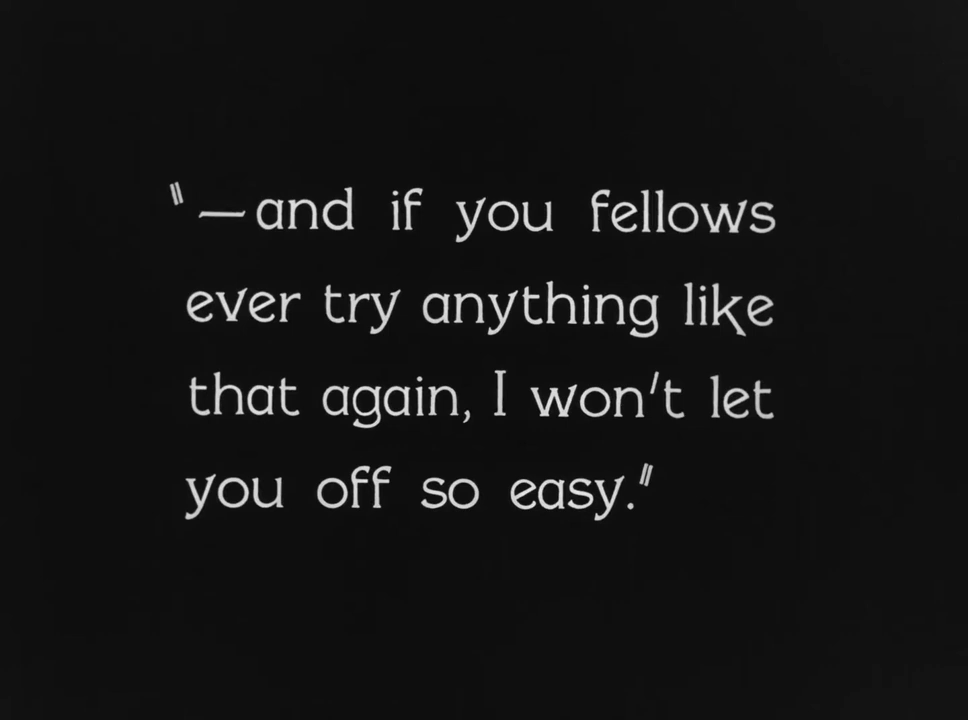 "—and if you fellows
ever try anything like
that again, I won't let
you off so easy."